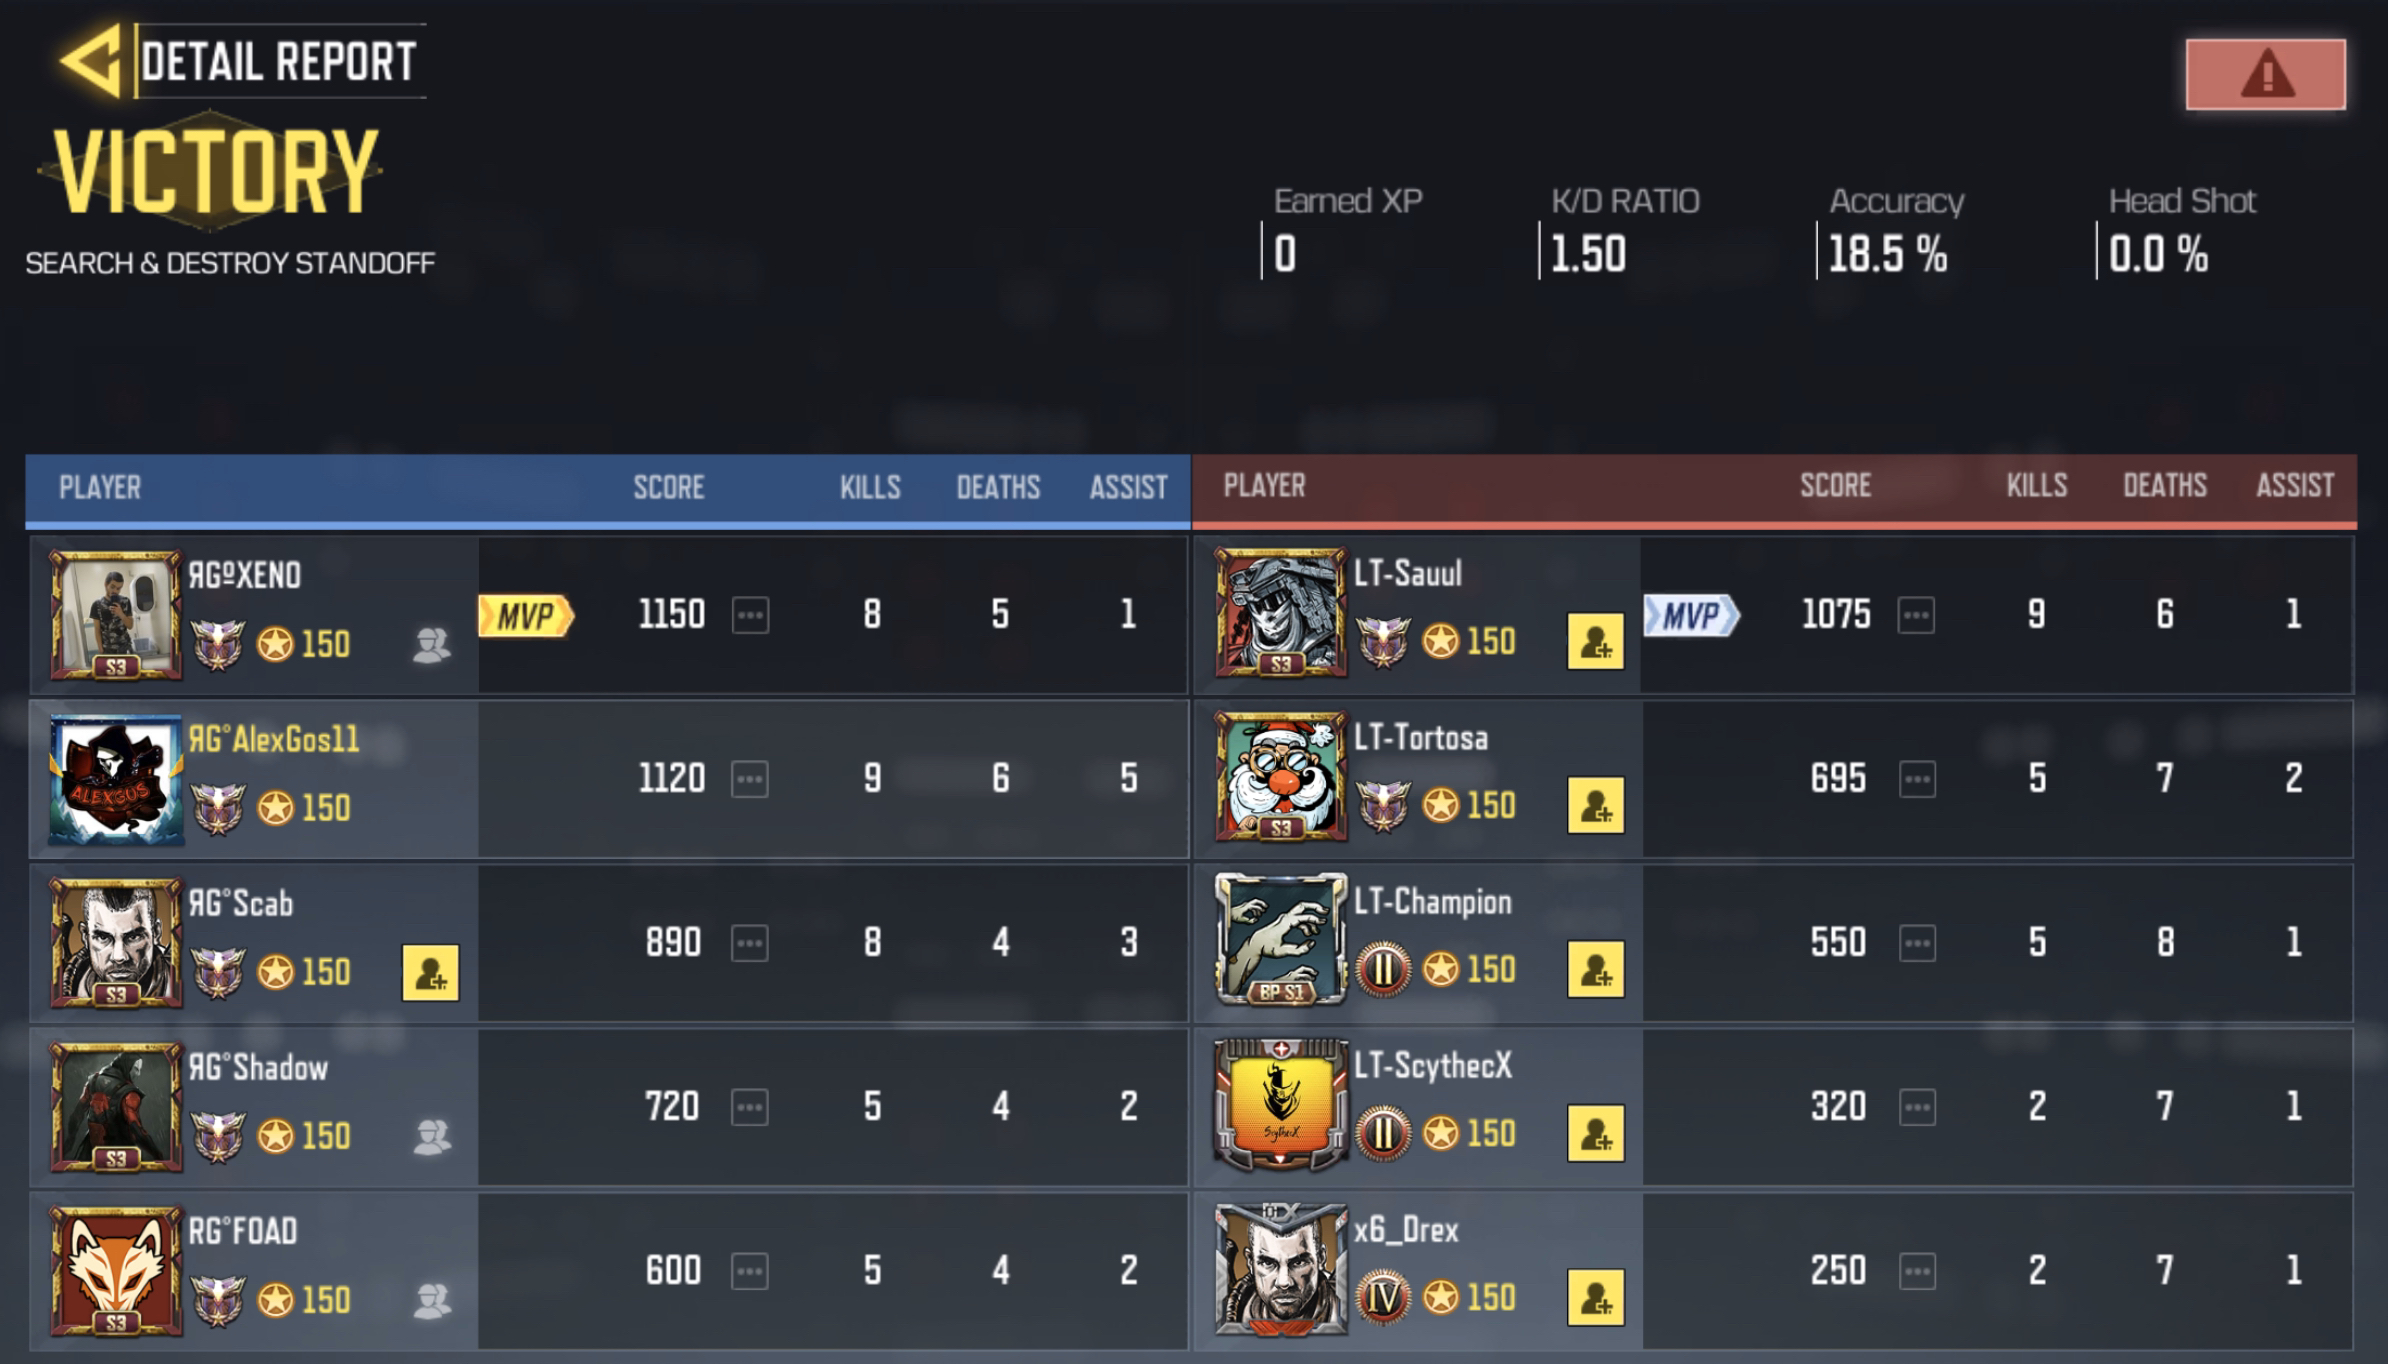 DETAIL REPORT
VICTORY
SEARCH & DESTROY STANDOFF
Earned XP K/D RATIO Accuracy Head Shot
0 1.50 18.5 % 0.0 %
PLAYER SCORE KILLS DEATHS ASSIST
ЯGºXENO
S3 150
MVP 1150 8 5 1
ЯG°AlexGos11
ALEXGOS 150
1120 9 6 5
ЯG°Scab
S3 150
890 8 4 3
ЯG°Shadow
S3 150
720 5 4 2
RG°FOAD
S3 150
600 5 4 2
PLAYER SCORE KILLS DEATHS ASSIST
LT-Sauul
S3 150
MVP 1075 9 6 1
LT-Tortosa
S3 150
695 5 7 2
LT-Champion
BP S1 II 150
550 5 8 1
LT-ScythecX
ScythecX II 150
320 2 7 1
x6_Drex
IV 150
250 2 7 1